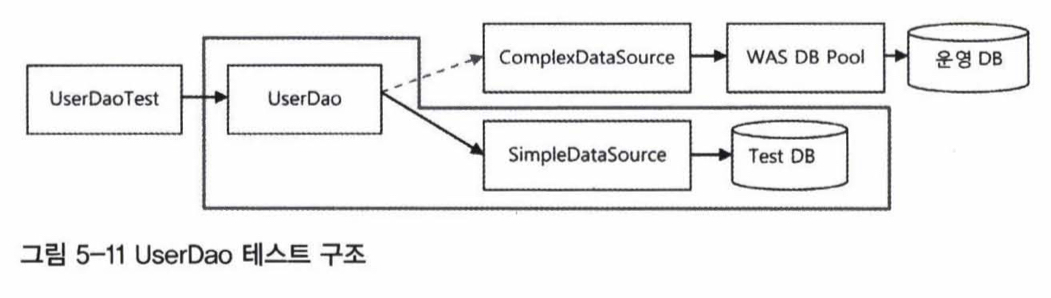 ComplexDataSource
WAS DB Pool
운영 DB
UserDaoTest
UserDao
SimpleDataSource
Test DB
그림 5-11 UserDao 테스트 구조